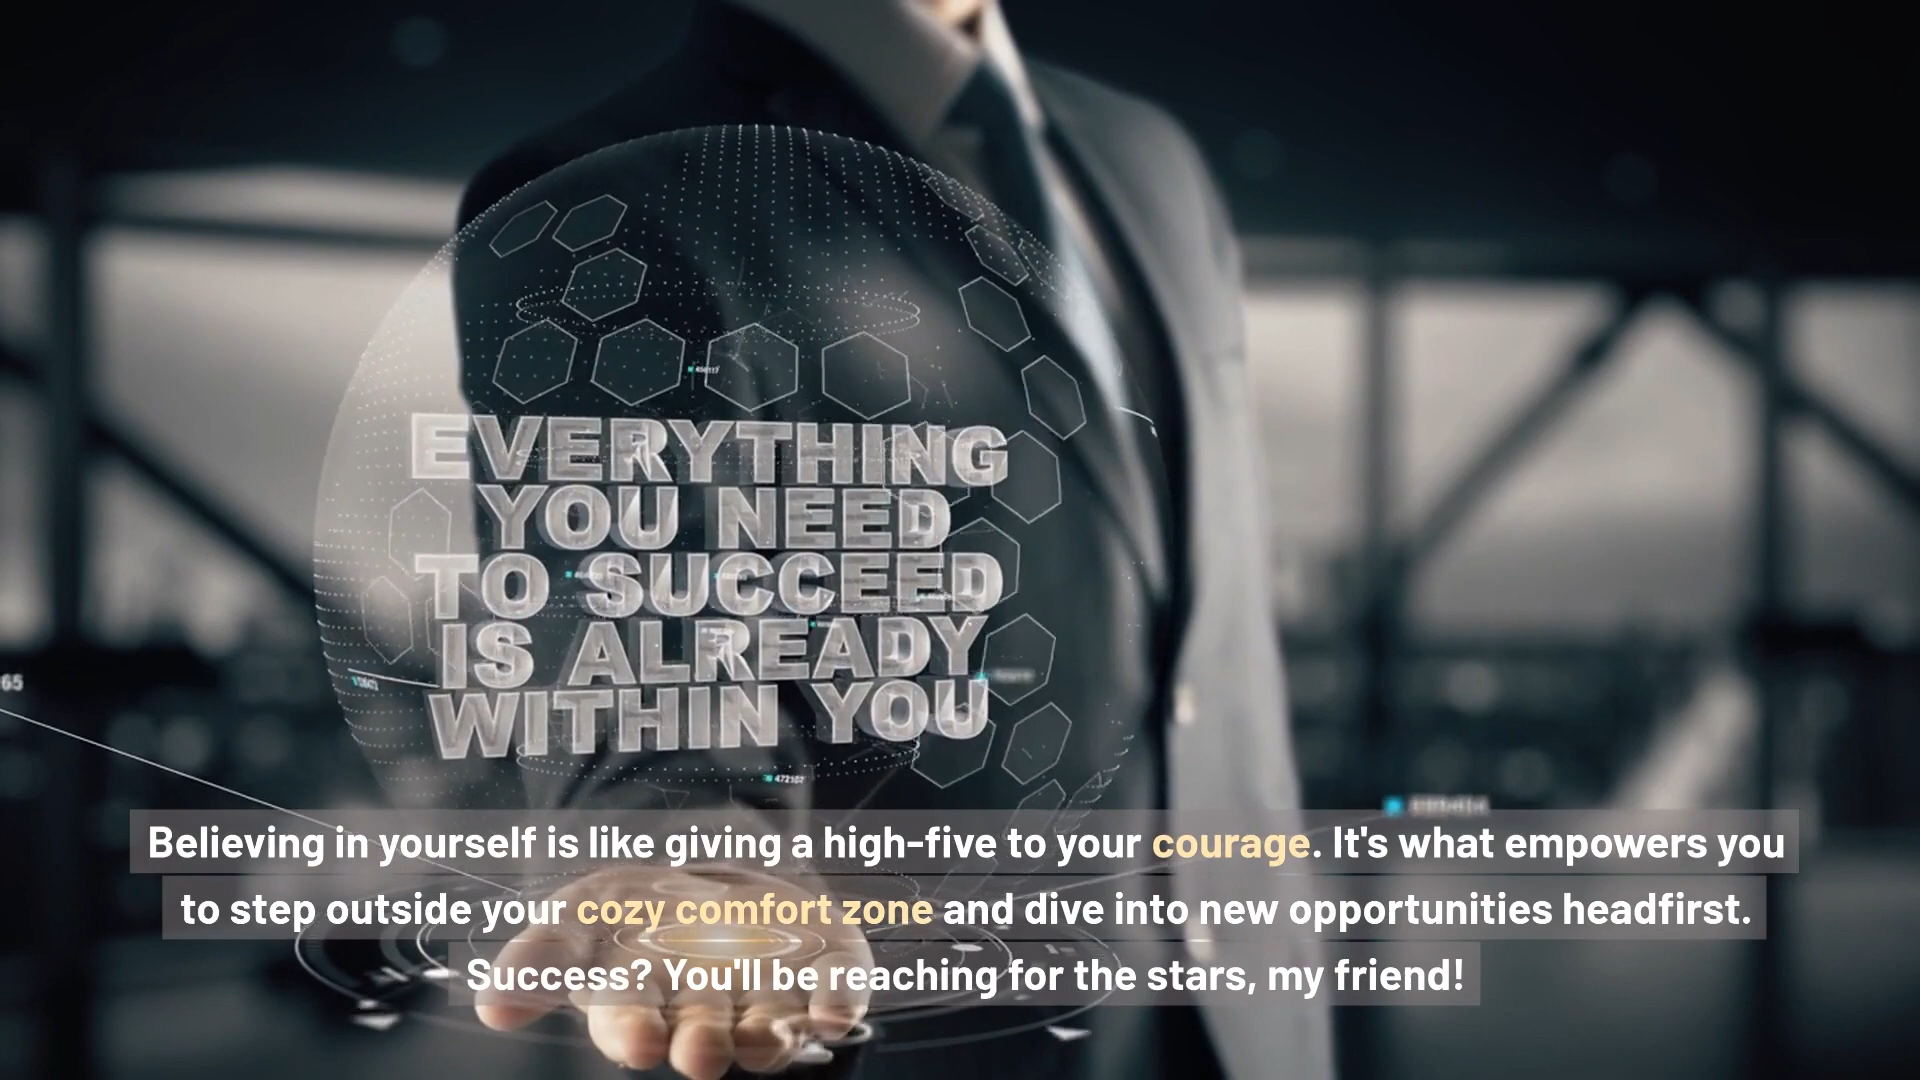 EVERYTHING
YOU NEED
TO SUCCEED
IS ALREADY
WITHIN YOU
65
472107
Believing in yourself is like giving a high-five to your courage. It's what empowers you
to step outside your cozy comfort zone and dive into new opportunities headfirst.
Success? You'll be reaching for the stars, my friend!